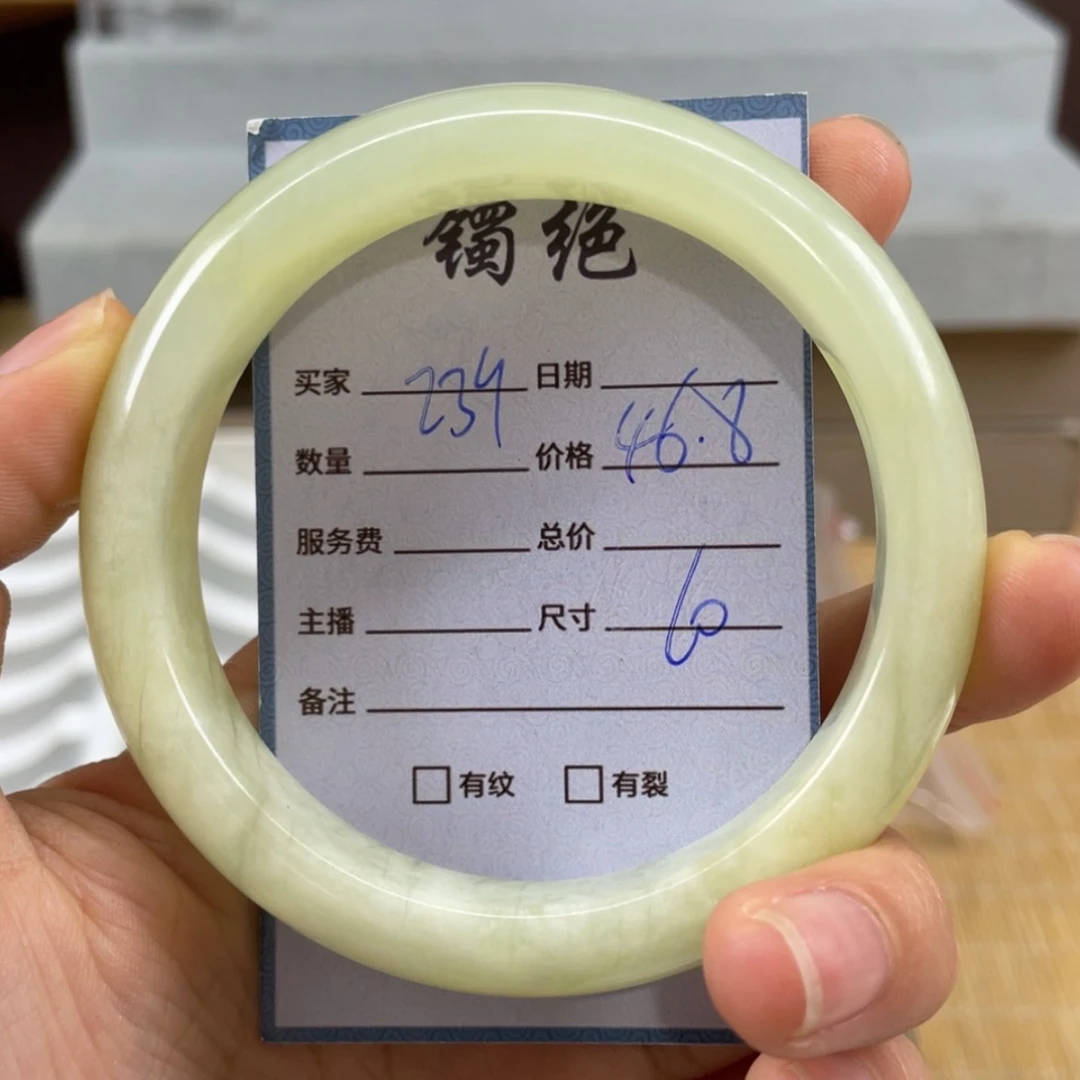 镯绝
买家 234 日期
数量 价格 46.8
服务费 总价
主播 尺寸 60
备注
□有纹 □有裂